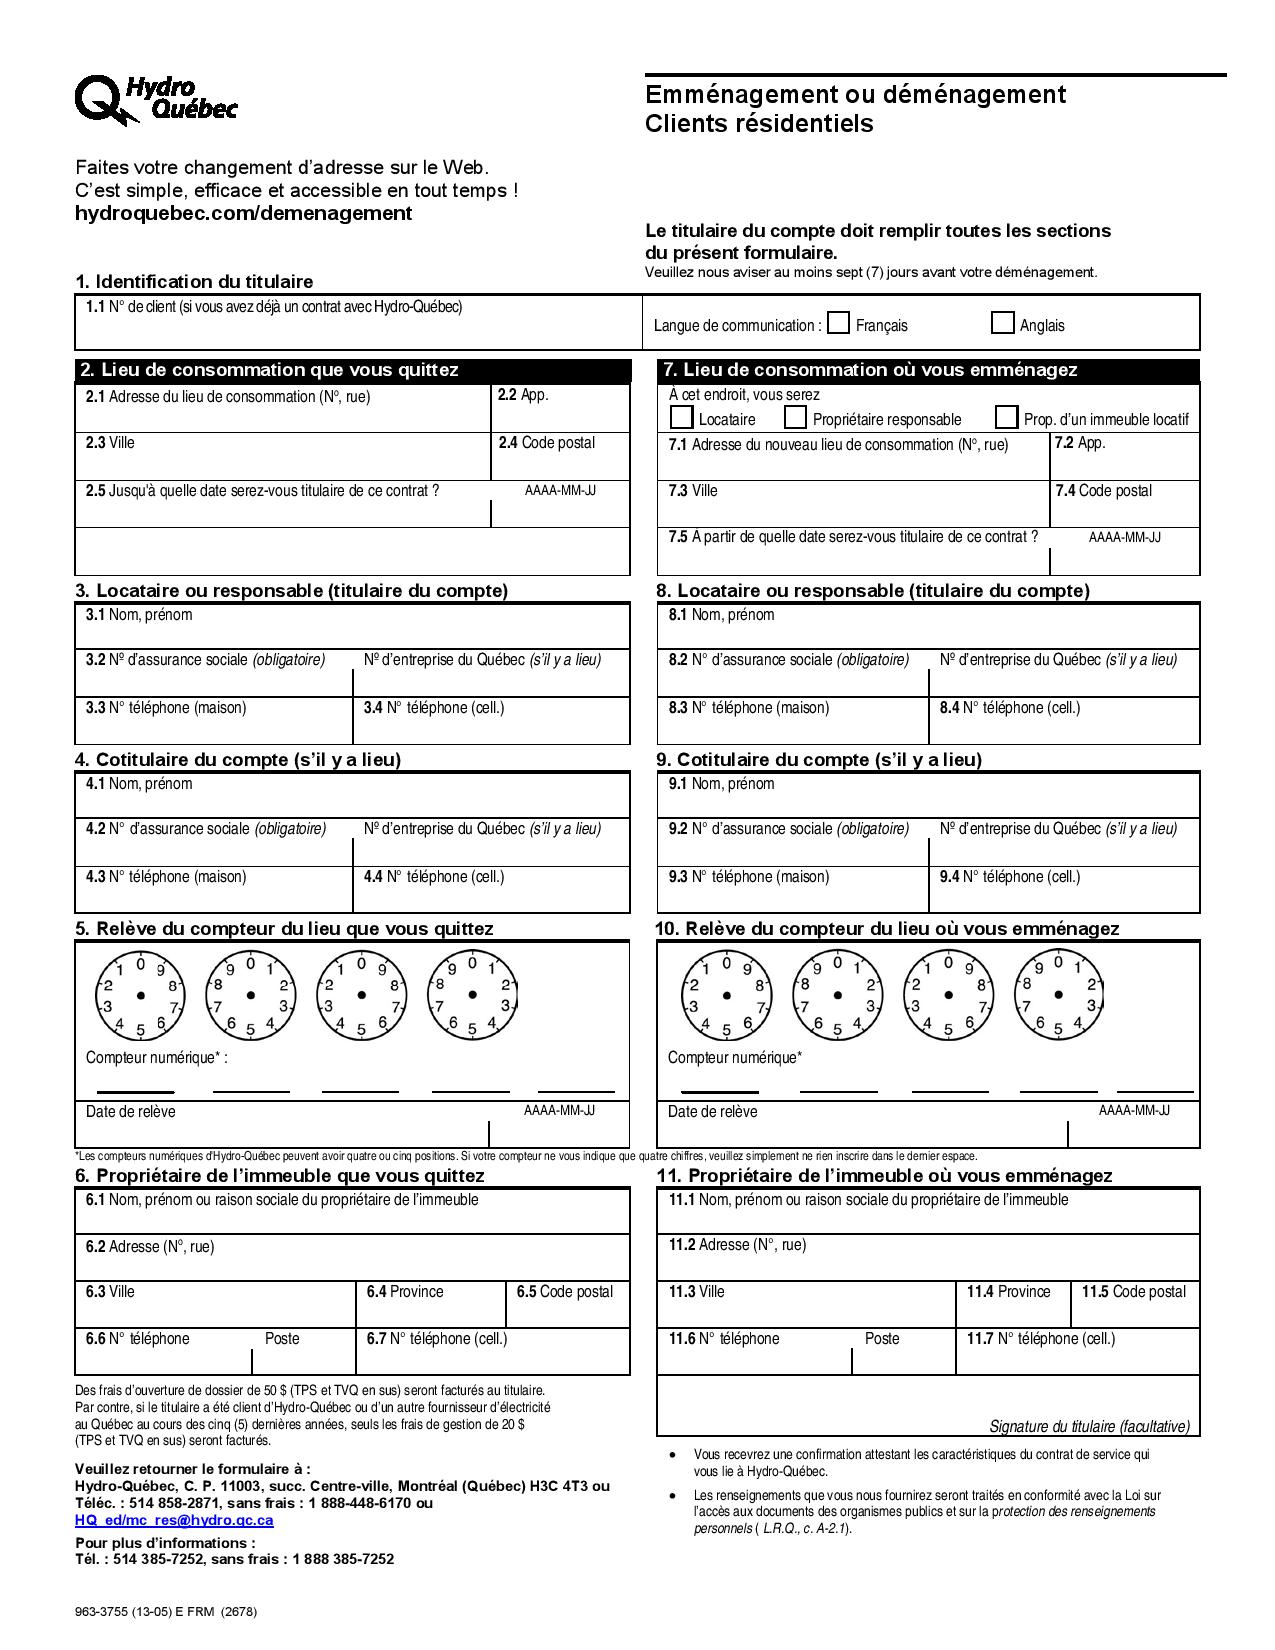 Hydro
Québec
Emménagement ou déménagement
Clients résidentiels
Faites votre changement d'adresse sur le Web.
C'est simple, efficace et accessible en tout temps !
hydroquebec.com/demenagement
Le titulaire du compte doit remplir toutes les sections
du présent formulaire.
Veuillez nous aviser au moins sept (7) jours avant votre déménagement.
1. Identification du titulaire
1.1 N° de client (si vous avez déjà un contrat avec Hydro-Québec)
Langue de communication : Français Anglais
2. Lieu de consommation que vous quittez
2.1 Adresse du lieu de consommation (Nº, rue)
2.2 App.
2.3 Ville
2.4 Code postal
2.5 Jusqu'à quelle date serez-vous titulaire de ce contrat ? AAAA-MM-JJ
7. Lieu de consommation où vous emménagez
À cet endroit, vous serez
Locataire Propriétaire responsable Prop. d'un immeuble locatif
7.1 Adresse du nouveau lieu de consommation (N°, rue)
7.2 App.
7.3 Ville
7.4 Code postal
7.5 À partir de quelle date serez-vous titulaire de ce contrat ? AAAA-MM-JJ
3. Locataire ou responsable (titulaire du compte)
3.1 Nom, prénom
3.2 Nº d'assurance sociale (obligatoire) Nº d'entreprise du Québec (s'il y a lieu)
3.3 N° téléphone (maison)
3.4 N° téléphone (cell.)
8. Locataire ou responsable (titulaire du compte)
8.1 Nom, prénom
8.2 N° d'assurance sociale (obligatoire) Nº d'entreprise du Québec (s'il y a lieu)
8.3 N° téléphone (maison)
8.4 N° téléphone (cell.)
4. Cotitulaire du compte (s'il y a lieu)
4.1 Nom, prénom
4.2 N° d'assurance sociale (obligatoire) Nº d'entreprise du Québec (s'il y a lieu)
4.3 N° téléphone (maison)
4.4 N° téléphone (cell.)
9. Cotitulaire du compte (s'il y a lieu)
9.1 Nom, prénom
9.2 N° d'assurance sociale (obligatoire) Nº d'entreprise du Québec (s'il y a lieu)
9.3 N° téléphone (maison)
9.4 N° téléphone (cell.)
5. Relève du compteur du lieu que vous quittez
0 9 8 7 6 5 4 3 2 1
0 1 2 3 4 5 6 7 8 9
0 9 8 7 6 5 4 3 2 1
0 1 2 3 4 5 6 7 8 9
Compteur numérique* :
Date de relève AAAA-MM-JJ
10. Relève du compteur du lieu où vous emménagez
0 9 8 7 6 5 4 3 2 1
0 1 2 3 4 5 6 7 8 9
0 9 8 7 6 5 4 3 2 1
0 1 2 3 4 5 6 7 8 9
Compteur numérique*
Date de relève AAAA-MM-JJ
*Les compteurs numériques d'Hydro-Québec peuvent avoir quatre ou cinq positions. Si votre compteur ne vous indique que quatre chiffres, veuillez simplement ne rien inscrire dans le dernier espace.
6. Propriétaire de l'immeuble que vous quittez
6.1 Nom, prénom ou raison sociale du propriétaire de l'immeuble
6.2 Adresse (N°, rue)
6.3 Ville
6.4 Province
6.5 Code postal
6.6 N° téléphone Poste
6.7 N° téléphone (cell.)
11. Propriétaire de l'immeuble où vous emménagez
11.1 Nom, prénom ou raison sociale du propriétaire de l'immeuble
11.2 Adresse (N°, rue)
11.3 Ville
11.4 Province
11.5 Code postal
11.6 N° téléphone Poste
11.7 N° téléphone (cell.)
Signature du titulaire (facultative)
Des frais d'ouverture de dossier de 50 $ (TPS et TVQ en sus) seront facturés au titulaire.
Par contre, si le titulaire a été client d'Hydro-Québec ou d'un autre fournisseur d'électricité
au Québec au cours des cinq (5) dernières années, seuls les frais de gestion de 20 $
(TPS et TVQ en sus) seront facturés.
Veuillez retourner le formulaire à :
Hydro-Québec, C. P. 11003, succ. Centre-ville, Montréal (Québec) H3C 4T3 ou
Téléc. : 514 858-2871, sans frais : 1 888-448-6170 ou
HQ_ed/mc_res@hydro.qc.ca
Pour plus d'informations :
Tél. : 514 385-7252, sans frais : 1 888 385-7252
• Vous recevrez une confirmation attestant les caractéristiques du contrat de service qui
vous lie à Hydro-Québec.
• Les renseignements que vous nous fournirez seront traités en conformité avec la Loi sur
l'accès aux documents des organismes publics et sur la protection des renseignements
personnels ( L.R.Q., c. A-2.1).
963-3755 (13-05) E FRM (2678)